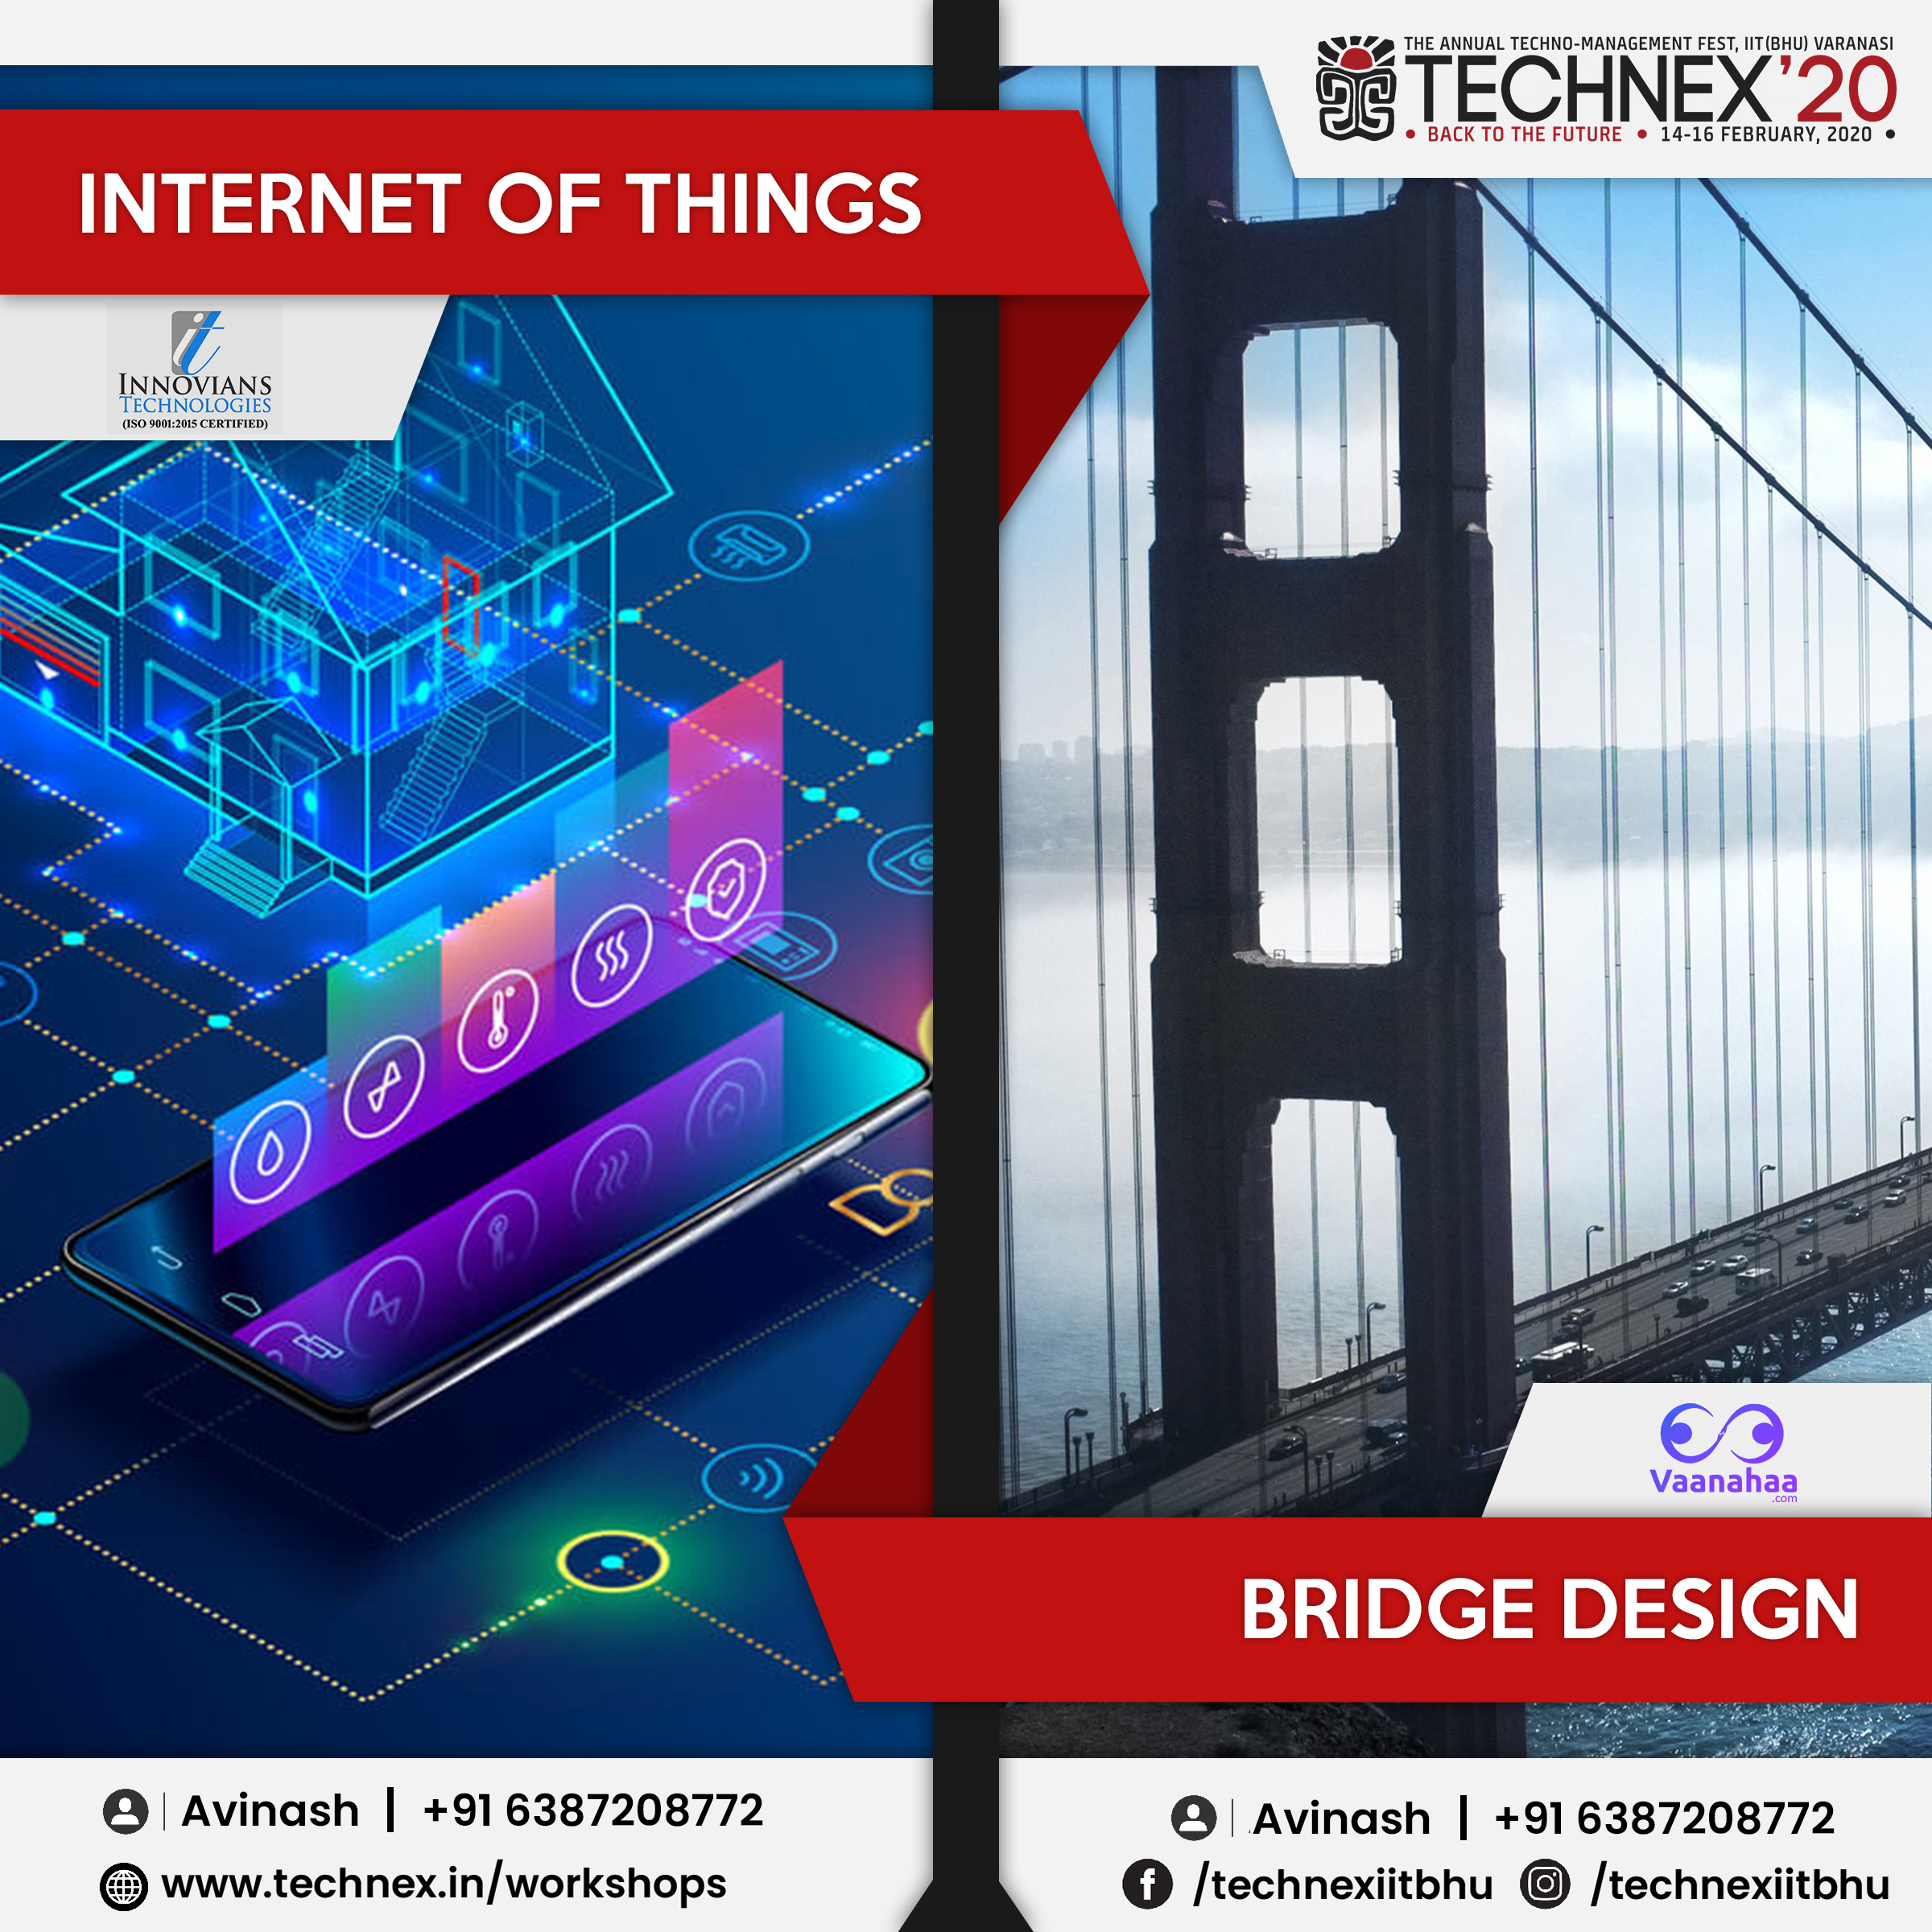 THE ANNUAL TECHNO-MANAGEMENT FEST, IIT(BHU) VARANASI
TECHNEX'20
• BACK TO THE FUTURE • 14-16 FEBRUARY, 2020 •
INTERNET OF THINGS
it
INNOVIANS
TECHNOLOGIES
(ISO 9001:2015 CERTIFIED)
Vaanahaa
.com
BRIDGE DESIGN
Avinash | +91 6387208772
www.technex.in/workshops
.Avinash | +91 6387208772
/technexiitbhu /technexiitbhu